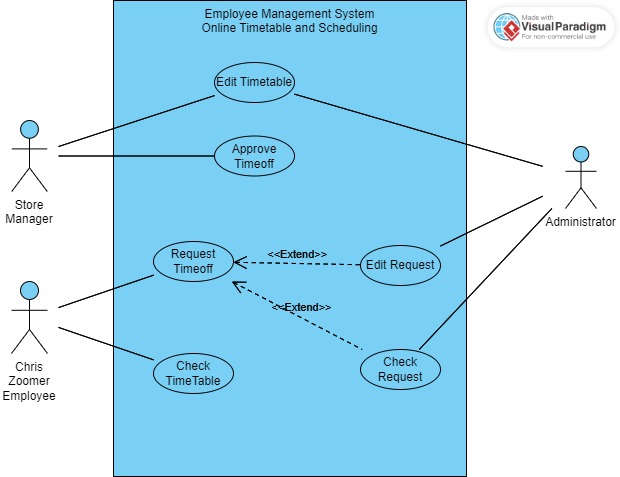 Employee Management System
Online Timetable and Scheduling
Made with
Visual Paradigm
For non-commercial use
Edit Timetable
Approve
Timeoff
Store
Manager
Administrator
Request
Timeoff
<<Extend>>
Edit Request
<<Extend>>
Chris
Zoomer
Employee
Check
TimeTable
Check
Request